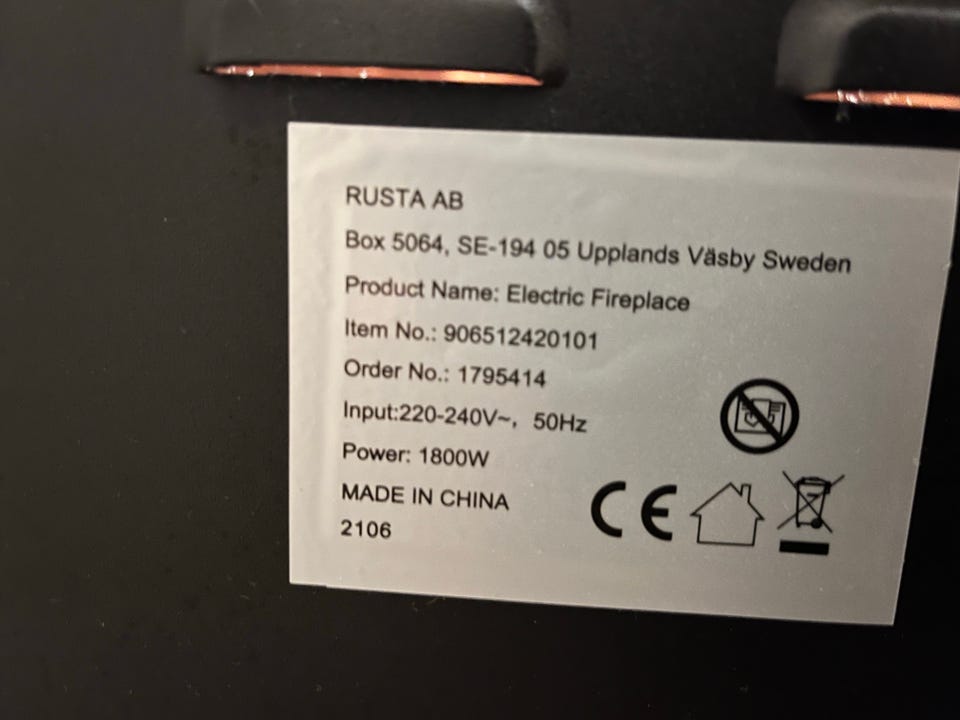 RUSTA AB
Box 5064, SE-194 05 Upplands Väsby Sweden
Product Name: Electric Fireplace
Item No.: 906512420101
Order No.: 1795414
Input:220-240V~, 50Hz
Power: 1800W
MADE IN CHINA
2106
CE